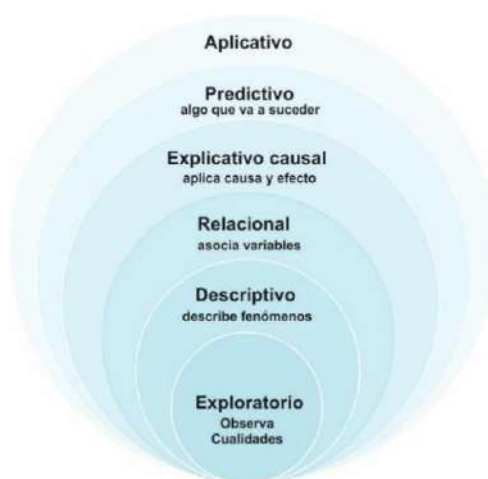 Aplicativo
Predictivo
algo que va a suceder
Explicativo causal
aplica causa y efecto
Relacional
asocia variables
Descriptivo
describe fenómenos
Exploratorio
Observa
Cualidades